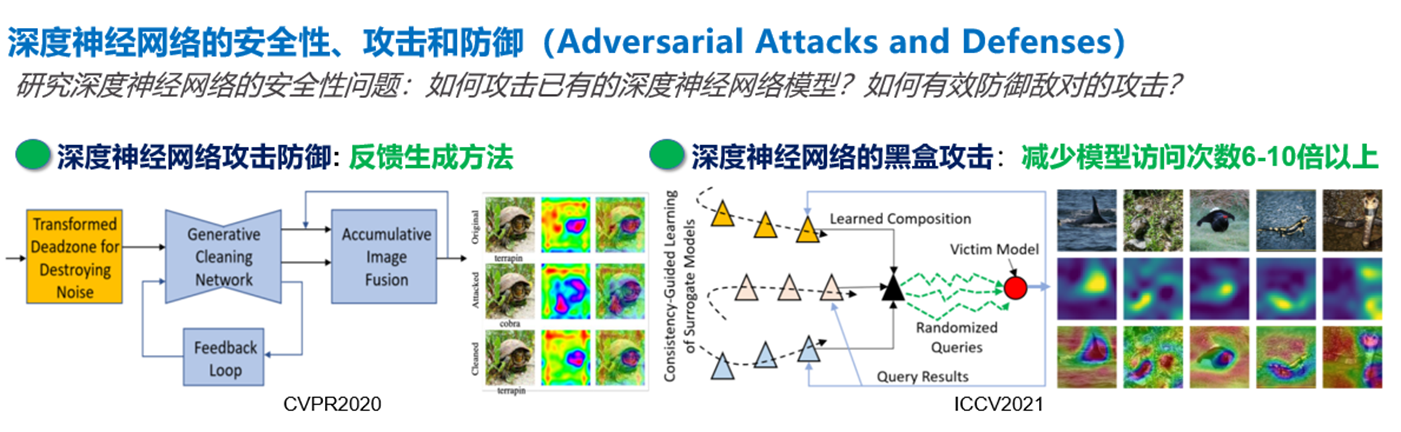 深度神经网络的安全性、攻击和防御（Adversarial Attacks and Defenses）
研究深度神经网络的安全性问题：如何攻击已有的深度神经网络模型？如何有效防御敌对的攻击？
深度神经网络攻击防御: 反馈生成方法
Transformed
Deadzone for
Destroying
Noise
Generative
Cleaning
Network
Accumulative
Image
Fusion
Feedback
Loop
Original
terrapin
Attacked
cobra
Cleaned
terrapin
CVPR2020
深度神经网络的黑盒攻击：减少模型访问次数6-10倍以上
Consistency-Guided Learning
of Surrogate Models
Learned Composition
Victim Model
Randomized
Queries
Query Results
ICCV2021